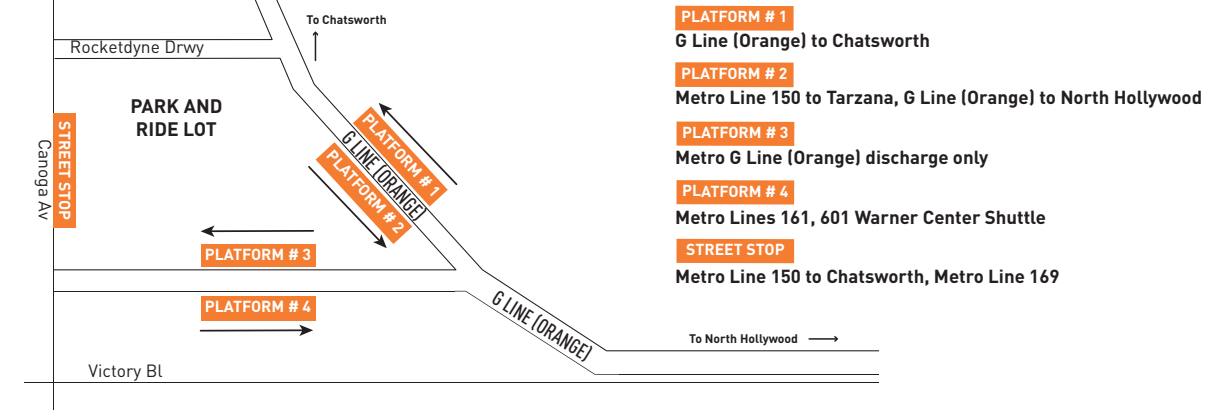 To Chatsworth
Rocketdyne Drwy
PARK AND
RIDE LOT
STREET STOP
Canoga Av
PLATFORM # 1
G LINE (ORANGE)
PLATFORM # 2
PLATFORM # 3
PLATFORM # 4
G LINE (ORANGE)
To North Hollywood
Victory Bl
PLATFORM # 1
G Line (Orange) to Chatsworth
PLATFORM # 2
Metro Line 150 to Tarzana, G Line (Orange) to North Hollywood
PLATFORM # 3
Metro G Line (Orange) discharge only
PLATFORM # 4
Metro Lines 161, 601 Warner Center Shuttle
STREET STOP
Metro Line 150 to Chatsworth, Metro Line 169